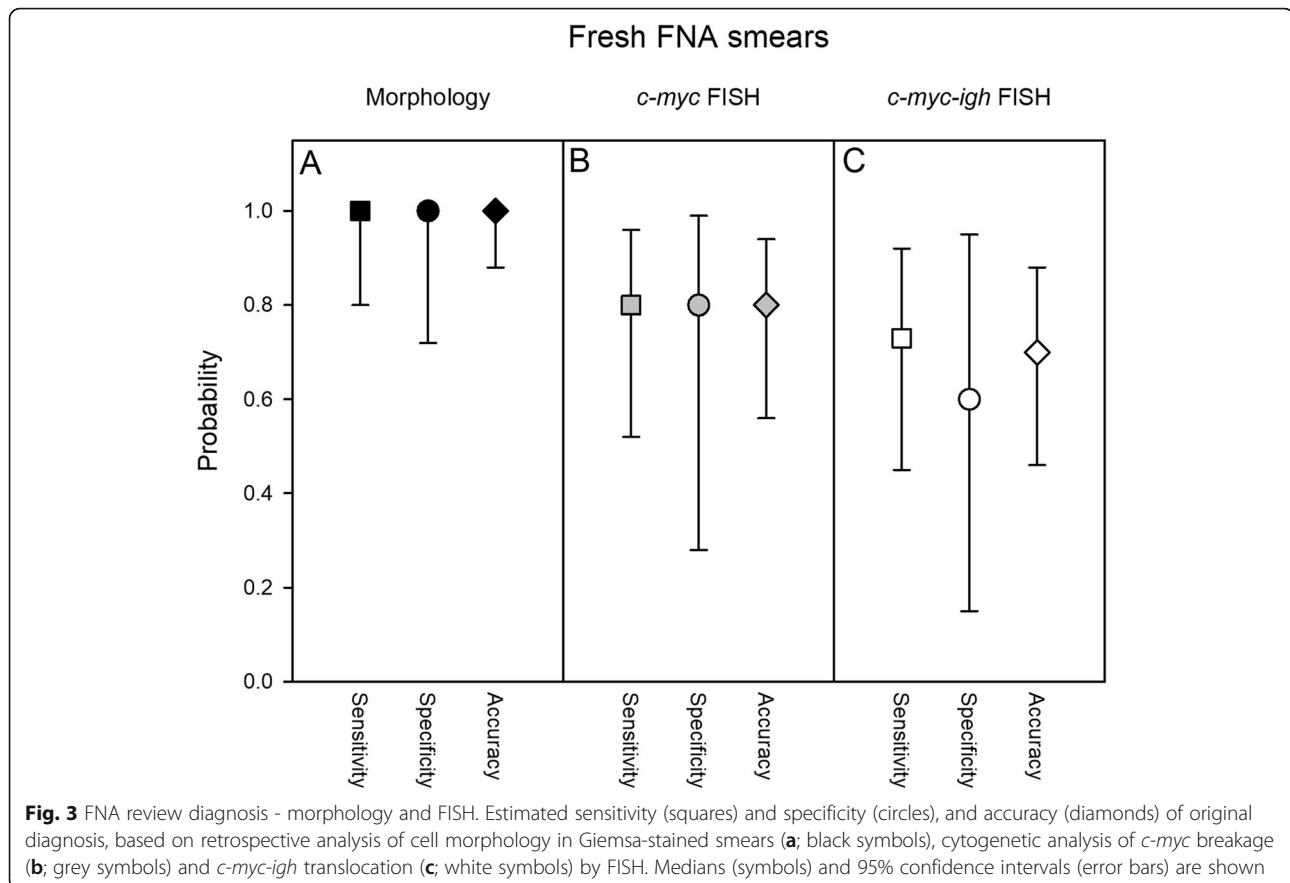 Fresh FNA smears
Morphology
c-myc FISH
c-myc-igh FISH
A
B
C
Probability
1.0
0.8
0.6
0.4
0.2
0.0
Sensitivity
Specificity
Accuracy
Sensitivity
Specificity
Accuracy
Sensitivity
Specificity
Accuracy
Fig. 3 FNA review diagnosis - morphology and FISH. Estimated sensitivity (squares) and specificity (circles), and accuracy (diamonds) of original
diagnosis, based on retrospective analysis of cell morphology in Giemsa-stained smears (a; black symbols), cytogenetic analysis of c-myc breakage
(b; grey symbols) and c-myc-igh translocation (c; white symbols) by FISH. Medians (symbols) and 95% confidence intervals (error bars) are shown